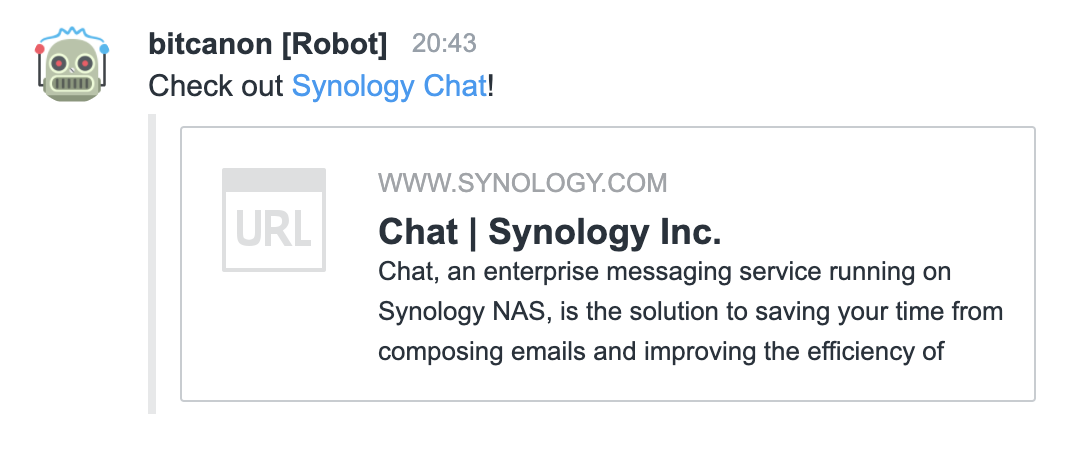 bitcanon [Robot] 20:43
Check out Synology Chat!
URL
WWW.SYNOLOGY.COM
Chat | Synology Inc.
Chat, an enterprise messaging service running on
Synology NAS, is the solution to saving your time from
composing emails and improving the efficiency of